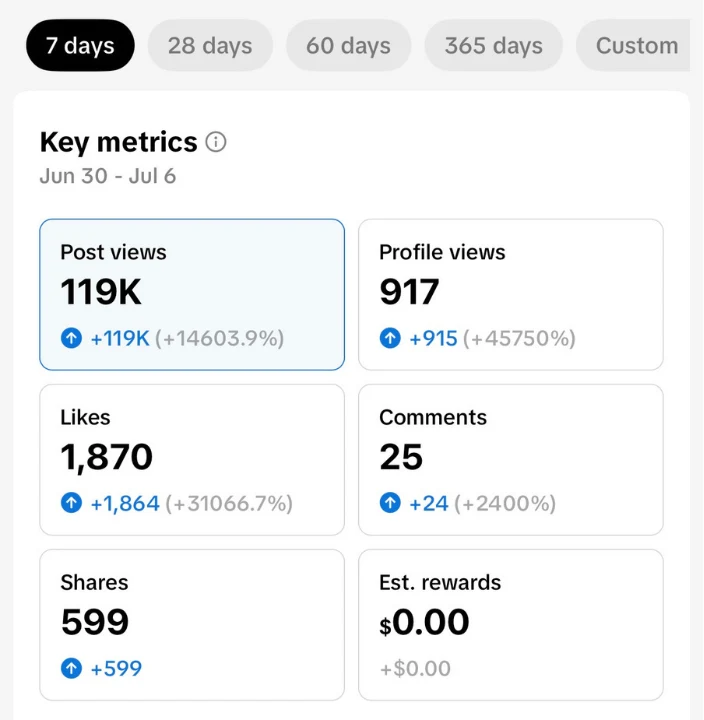 7 days 28 days 60 days 365 days Custom
Key metrics
Jun 30 - Jul 6
Post views
119K
+119K (+14603.9%)
Profile views
917
+915 (+45750%)
Likes
1,870
+1,864 (+31066.7%)
Comments
25
+24 (+2400%)
Shares
599
+599
Est. rewards
$0.00
+$0.00